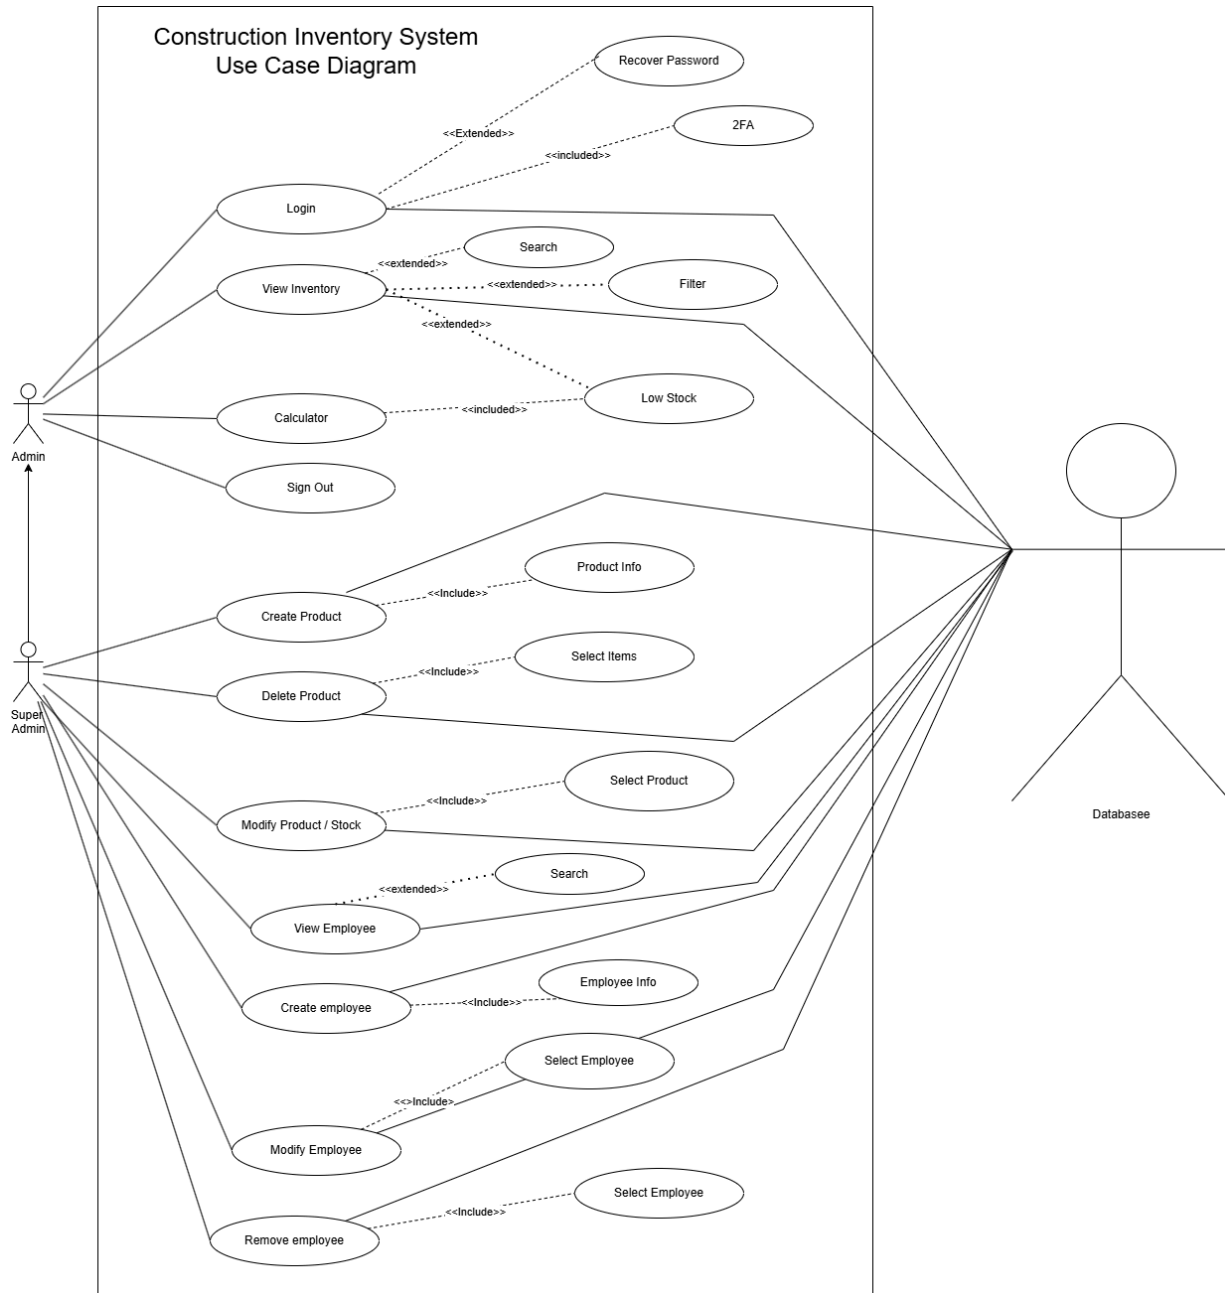 Construction Inventory System
Use Case Diagram
Recover Password
<<Extended>>
2FA
<<included>>
Login
Search
<<extended>>
View Inventory
<<extended>>
Filter
<<extended>>
Low Stock
Calculator
<<included>>
Admin
Sign Out
Product Info
<<Include>>
Create Product
Select Items
<<Include>>
Delete Product
Super
Admin
Select Product
<<Include>>
Modify Product / Stock
Databasee
Search
<<extended>>
View Employee
Employee Info
<<Include>>
Create employee
Select Employee
<<>Include>
Modify Employee
Select Employee
<<Include>>
Remove employee